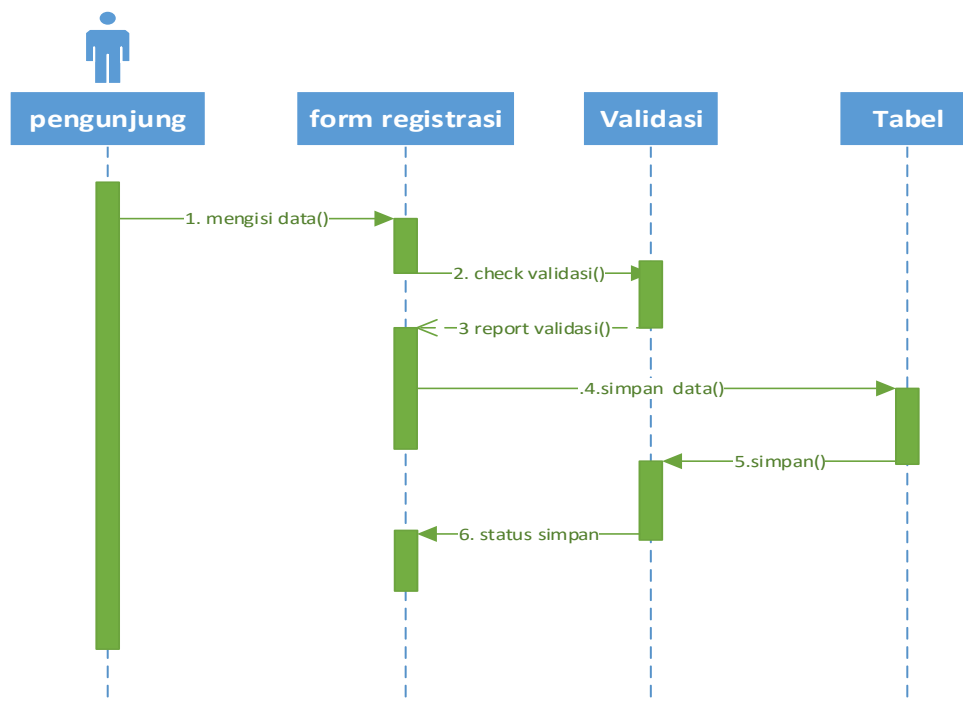 pengunjung
form registrasi
Validasi
Tabel
1. mengisi data()
2. check validasi()
3 report validasi()
.4.simpan  data()
5.simpan()
6. status simpan